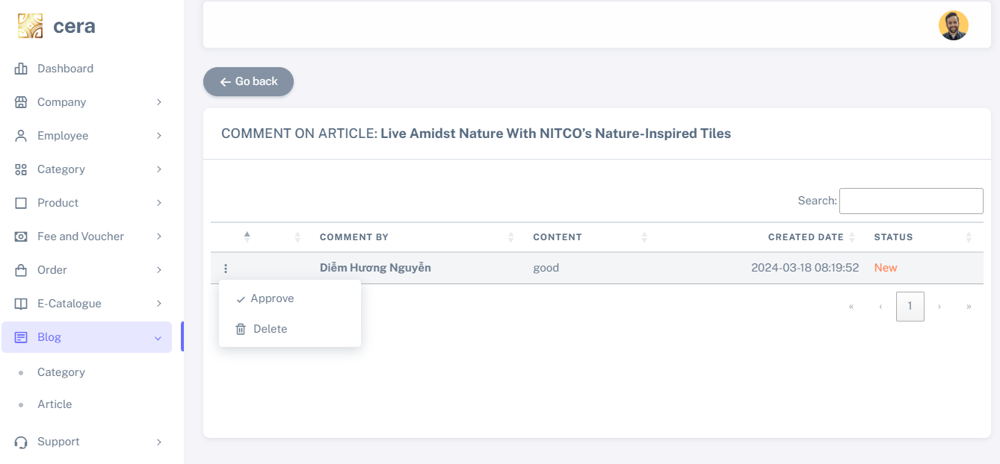 cera
Dashboard
Company
Employee
Category
Product
Fee and Voucher
Order
E-Catalogue
Blog
Category
Article
Support
Go back
COMMENT ON ARTICLE: Live Amidst Nature With NITCO’s Nature-Inspired Tiles
Search:
COMMENT BY CONTENT CREATED DATE STATUS
Diễm Hương Nguyễn good 2024-03-18 08:19:52 New
Approve
Delete
« ‹ 1 › »